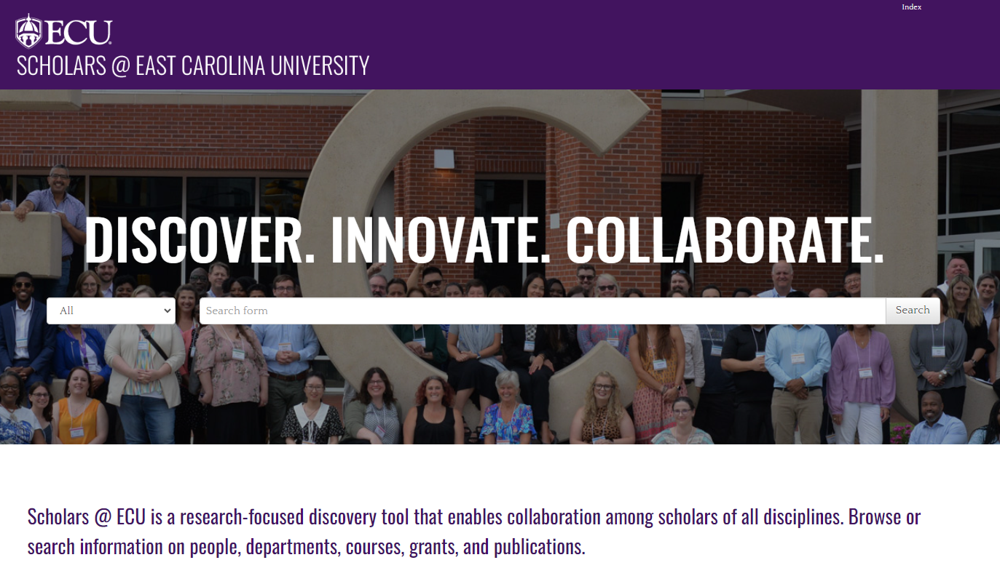 Index
ECU
SCHOLARS @ EAST CAROLINA UNIVERSITY
DISCOVER. INNOVATE. COLLABORATE.
All
Search form
Search
Scholars @ ECU is a research-focused discovery tool that enables collaboration among scholars of all disciplines. Browse or
search information on people, departments, courses, grants, and publications.